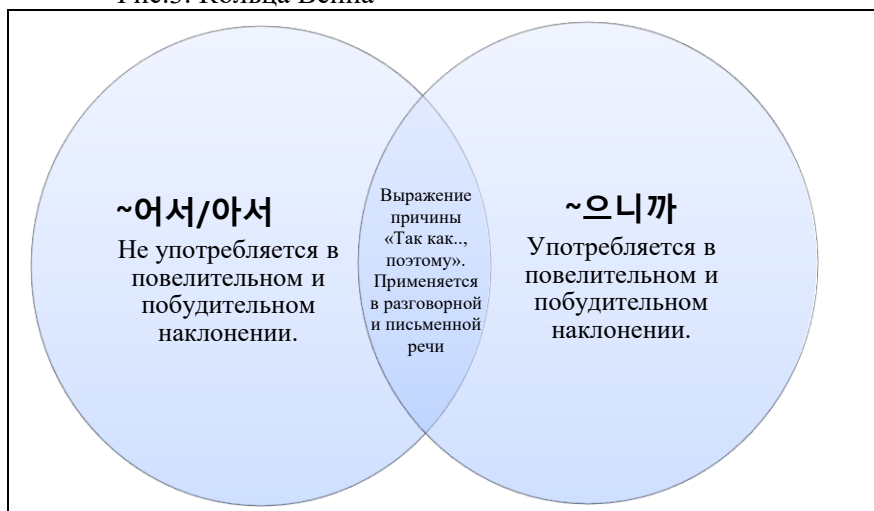 Рис.3. Кольца Венна
~어서/아서
Не употребляется в
повелительном и
побудительном
наклонении.
Выражение
причины
«Так как..,
поэтому».
Применяется
в разговорной
и письменной
речи
~으니까
Употребляется в
повелительном и
побудительном
наклонении.